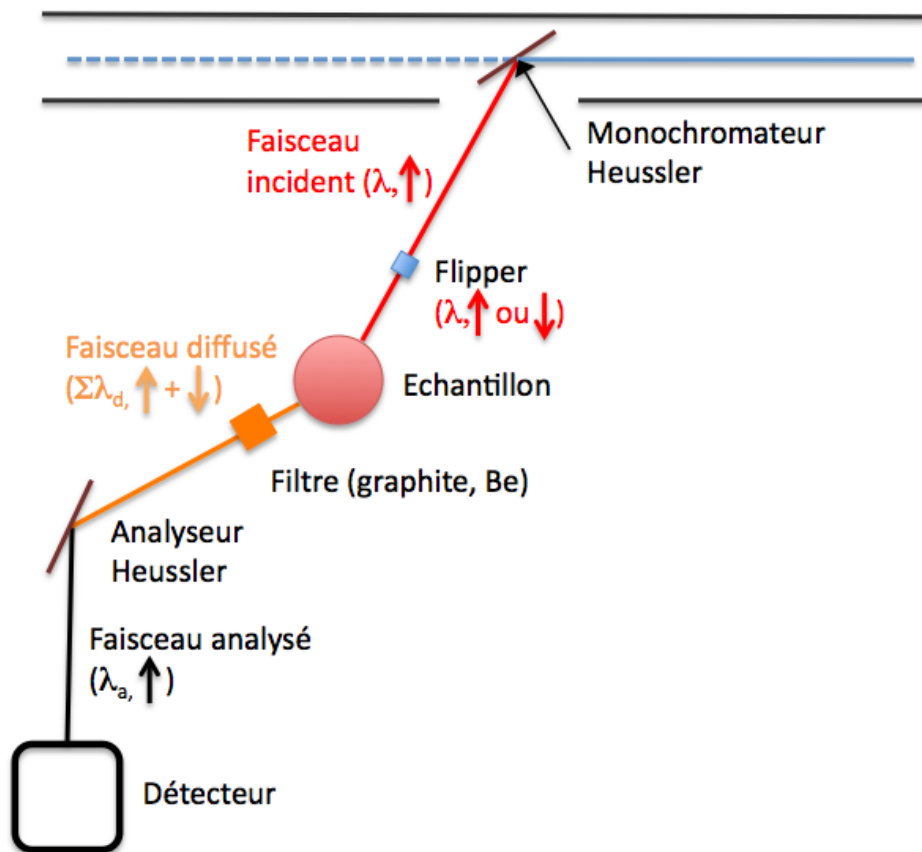 Monochromateur
Heussler
Faisceau
incident (λ,↑)
Flipper
(λ,↑ ou ↓)
Faisceau diffusé
(Σλd, ↑ + ↓)
Echantillon
Filtre (graphite, Be)
Analyseur
Heussler
Faisceau analysé
(λa, ↑)
Détecteur